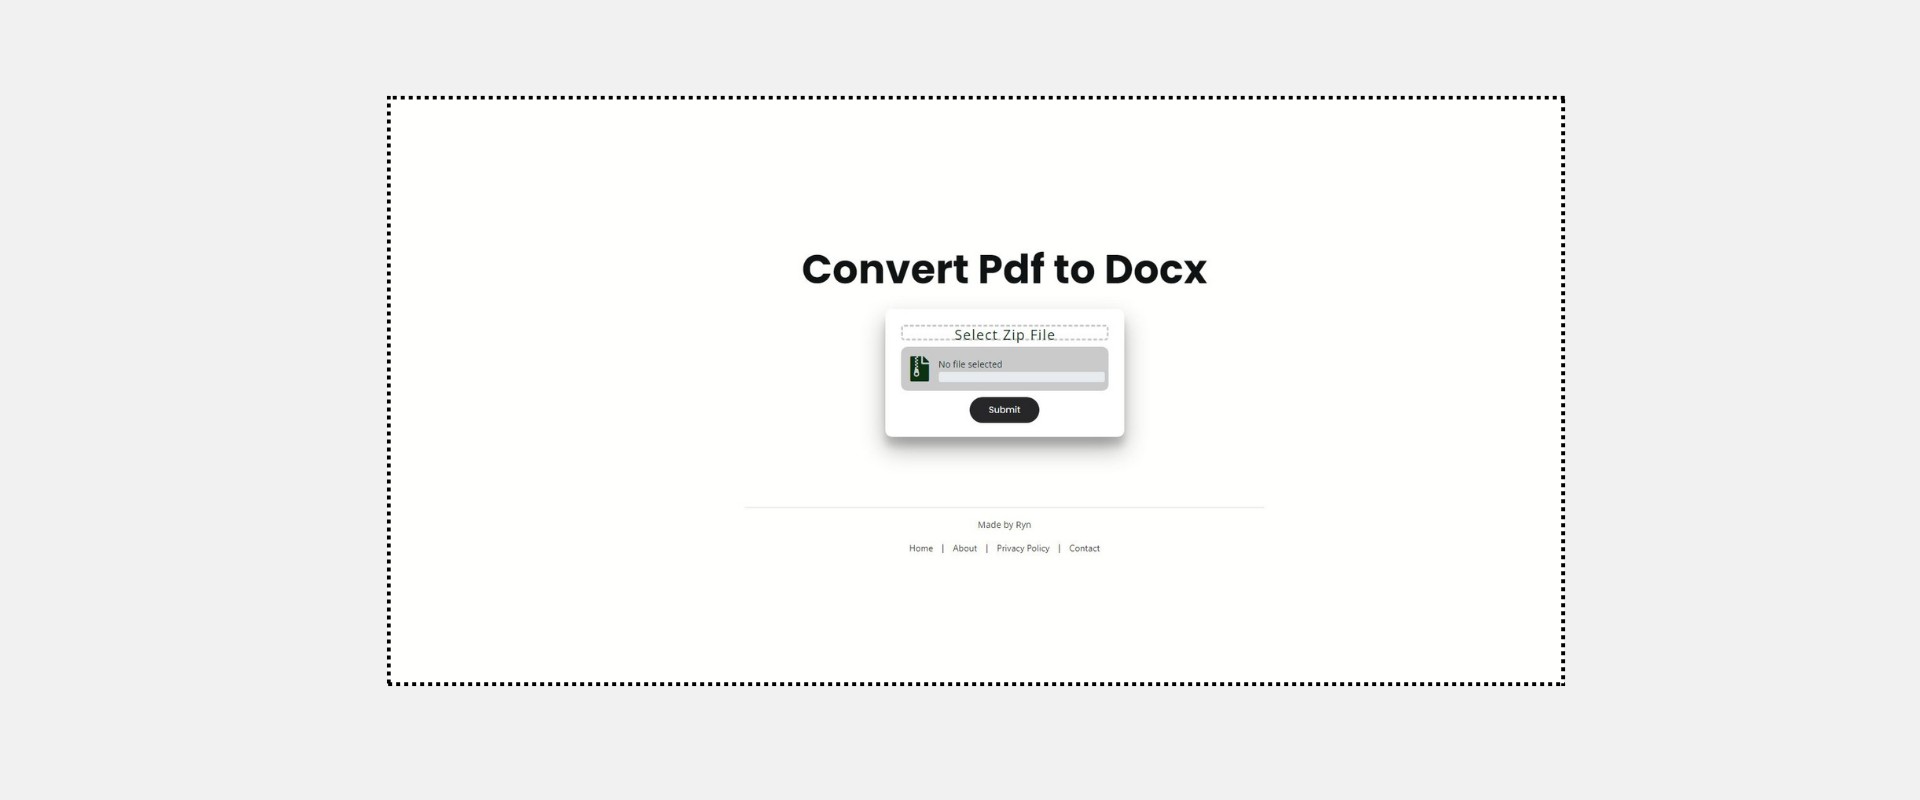 Convert Pdf to Docx
Select Zip File
No file selected
Submit
Made by Ryn
Home | About | Privacy Policy | Contact